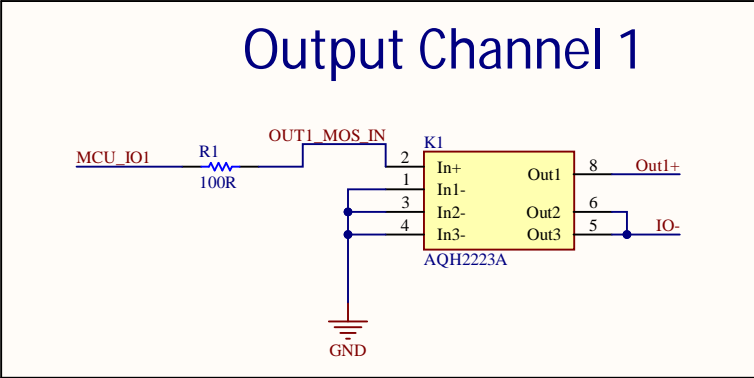 Output Channel 1
OUT1_MOS_IN
K1
MCU_IO1
R1
100R
2
In+
1
In1-
3
In2-
4
In3-
Out1
8
Out1+
Out2
6
Out3
5
IO-
AQH2223A
GND